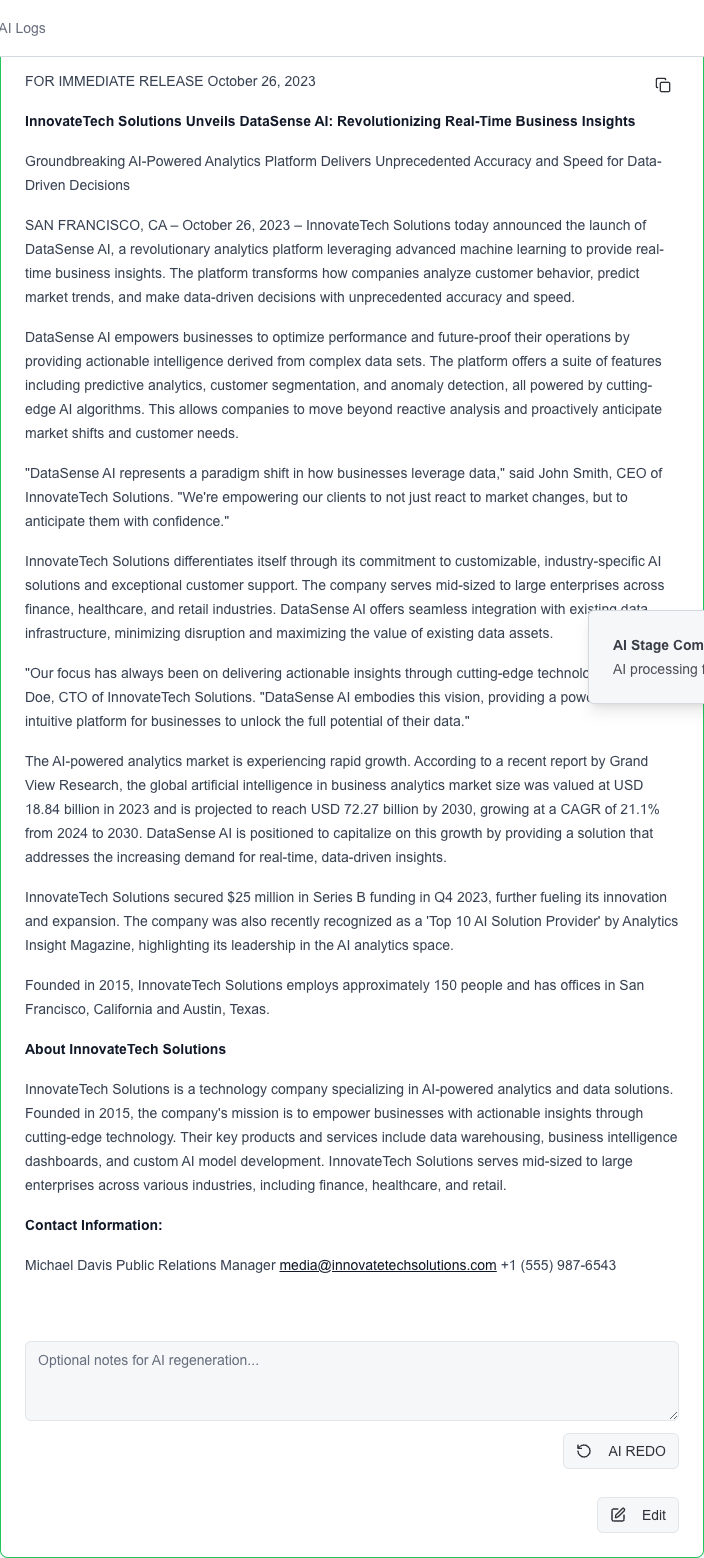 AI Logs
FOR IMMEDIATE RELEASE October 26, 2023
InnovateTech Solutions Unveils DataSense AI: Revolutionizing Real-Time Business Insights
Groundbreaking AI-Powered Analytics Platform Delivers Unprecedented Accuracy and Speed for Data-
Driven Decisions
SAN FRANCISCO, CA – October 26, 2023 – InnovateTech Solutions today announced the launch of
DataSense AI, a revolutionary analytics platform leveraging advanced machine learning to provide real-
time business insights. The platform transforms how companies analyze customer behavior, predict
market trends, and make data-driven decisions with unprecedented accuracy and speed.
DataSense AI empowers businesses to optimize performance and future-proof their operations by
providing actionable intelligence derived from complex data sets. The platform offers a suite of features
including predictive analytics, customer segmentation, and anomaly detection, all powered by cutting-
edge AI algorithms. This allows companies to move beyond reactive analysis and proactively anticipate
market shifts and customer needs.
"DataSense AI represents a paradigm shift in how businesses leverage data," said John Smith, CEO of
InnovateTech Solutions. "We're empowering our clients to not just react to market changes, but to
anticipate them with confidence."
InnovateTech Solutions differentiates itself through its commitment to customizable, industry-specific AI
solutions and exceptional customer support. The company serves mid-sized to large enterprises across
finance, healthcare, and retail industries. DataSense AI offers seamless integration with existing data
infrastructure, minimizing disruption and maximizing the value of existing data assets.
AI Stage Com
AI processing f
"Our focus has always been on delivering actionable insights through cutting-edge technolo
Doe, CTO of InnovateTech Solutions. "DataSense AI embodies this vision, providing a powe
intuitive platform for businesses to unlock the full potential of their data."
The AI-powered analytics market is experiencing rapid growth. According to a recent report by Grand
View Research, the global artificial intelligence in business analytics market size was valued at USD
18.84 billion in 2023 and is projected to reach USD 72.27 billion by 2030, growing at a CAGR of 21.1%
from 2024 to 2030. DataSense AI is positioned to capitalize on this growth by providing a solution that
addresses the increasing demand for real-time, data-driven insights.
InnovateTech Solutions secured $25 million in Series B funding in Q4 2023, further fueling its innovation
and expansion. The company was also recently recognized as a 'Top 10 AI Solution Provider' by Analytics
Insight Magazine, highlighting its leadership in the AI analytics space.
Founded in 2015, InnovateTech Solutions employs approximately 150 people and has offices in San
Francisco, California and Austin, Texas.
About InnovateTech Solutions
InnovateTech Solutions is a technology company specializing in AI-powered analytics and data solutions.
Founded in 2015, the company's mission is to empower businesses with actionable insights through
cutting-edge technology. Their key products and services include data warehousing, business intelligence
dashboards, and custom AI model development. InnovateTech Solutions serves mid-sized to large
enterprises across various industries, including finance, healthcare, and retail.
Contact Information:
Michael Davis Public Relations Manager media@innovatetechsolutions.com +1 (555) 987-6543
Optional notes for AI regeneration...
AI REDO
Edit